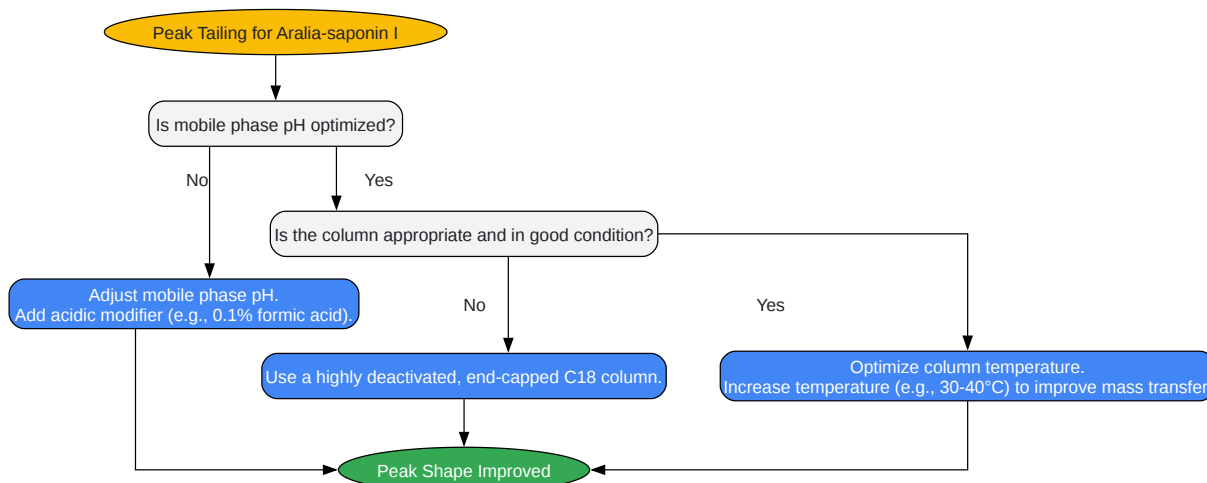 Peak Tailing for Aralia-saponin I
Is mobile phase pH optimized?
No
Yes
Is the column appropriate and in good condition?
Adjust mobile phase pH.
Add acidic modifier (e.g., 0.1% formic acid).
No
Yes
Use a highly deactivated, end-capped C18 column.
Optimize column temperature.
Increase temperature (e.g., 30-40°C) to improve mass transfer
Peak Shape Improved